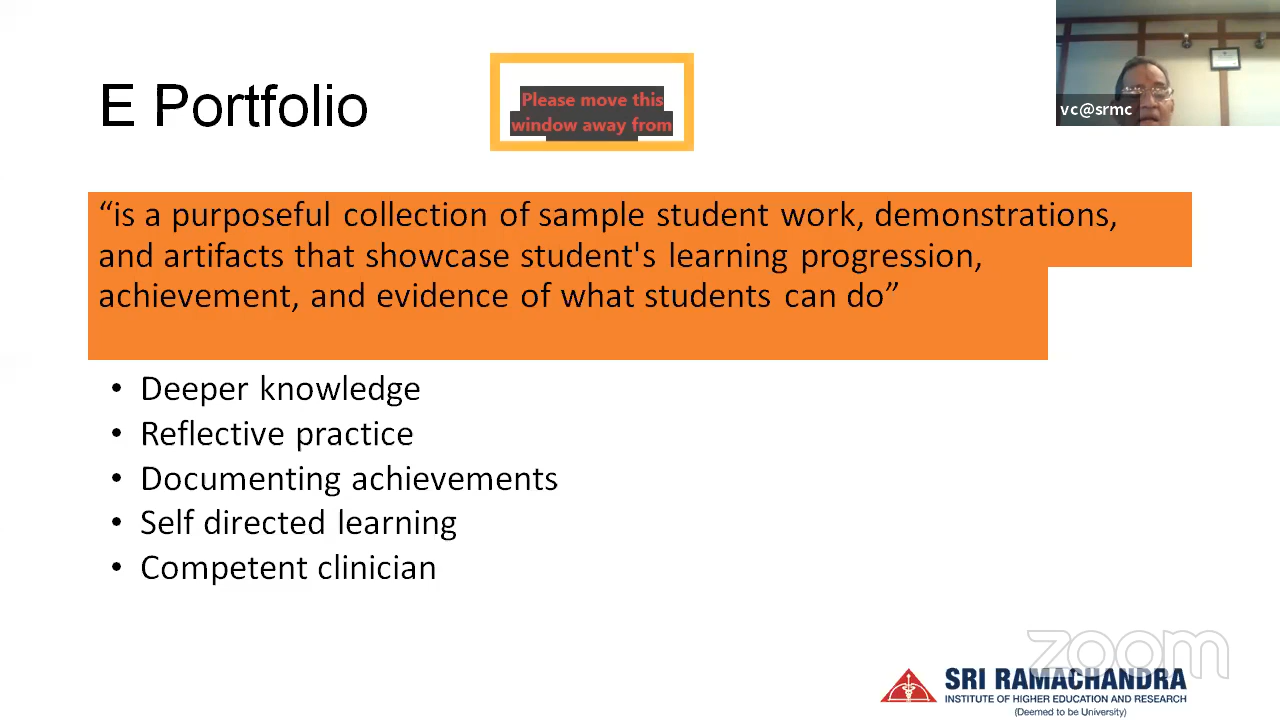 E Portfolio
Please move this
window away from
vc@srmc
“is a purposeful collection of sample student work, demonstrations,
and artifacts that showcase student's learning progression,
achievement, and evidence of what students can do”
• Deeper knowledge
• Reflective practice
• Documenting achievements
• Self directed learning
• Competent clinician
zoom
SRI RAMACHANDRA
INSTITUTE OF HIGHER EDUCATION AND RESEARCH
(Deemed to be University)